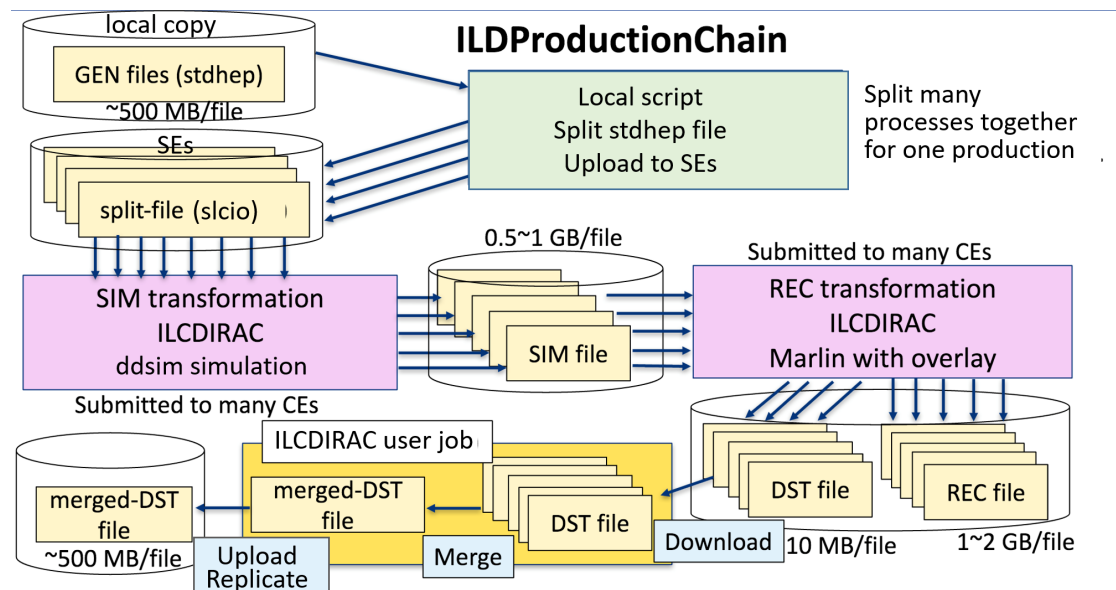 local copy
ILDProductionChain
GEN files (stdhep)
~500 MB/file
Local script
Split stdhep file
Upload to SEs
Split many
processes together
for one production
SEs
split-file (slcio) )
0.5~1 GB/file
Submitted to many CEs
SIM transformation
ILCDIRAC
ddsim simulation
SIM file
REC transformation
ILCDIRAC
Marlin with overlay
Submitted to many CEs
ILCDIRAC user job
merged-DST
file
~500 MB/file
merged-DST
file
DST file
DST file
REC file
Upload
Replicate
Merge
Download
10 MB/file
1~2 GB/file